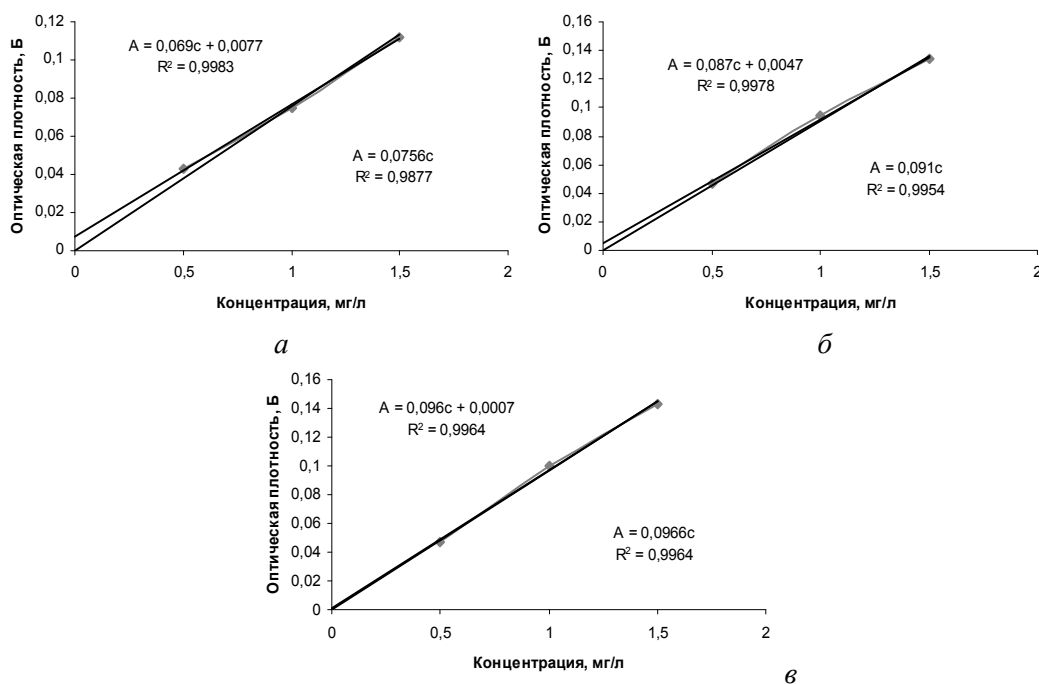 0,12
0,1
0,08
0,06
0,04
0,02
0
Оптическая плотность, Б
A = 0,069c + 0,0077
R² = 0,9983
A = 0,0756c
R² = 0,9877
0 0,5 1 1,5 2
Концентрация, мг/л
а
0,16
0,14
0,12
0,1
0,08
0,06
0,04
0,02
0
Оптическая плотность, Б
A = 0,087c + 0,0047
R² = 0,9978
A = 0,091c
R² = 0,9954
0 0,5 1 1,5 2
Концентрация, мг/л
б
0,16
0,14
0,12
0,1
0,08
0,06
0,04
0,02
0
Оптическая плотность, Б
A = 0,096c + 0,0007
R² = 0,9964
A = 0,0966c
R² = 0,9964
0 0,5 1 1,5 2
Концентрация, мг/л
в